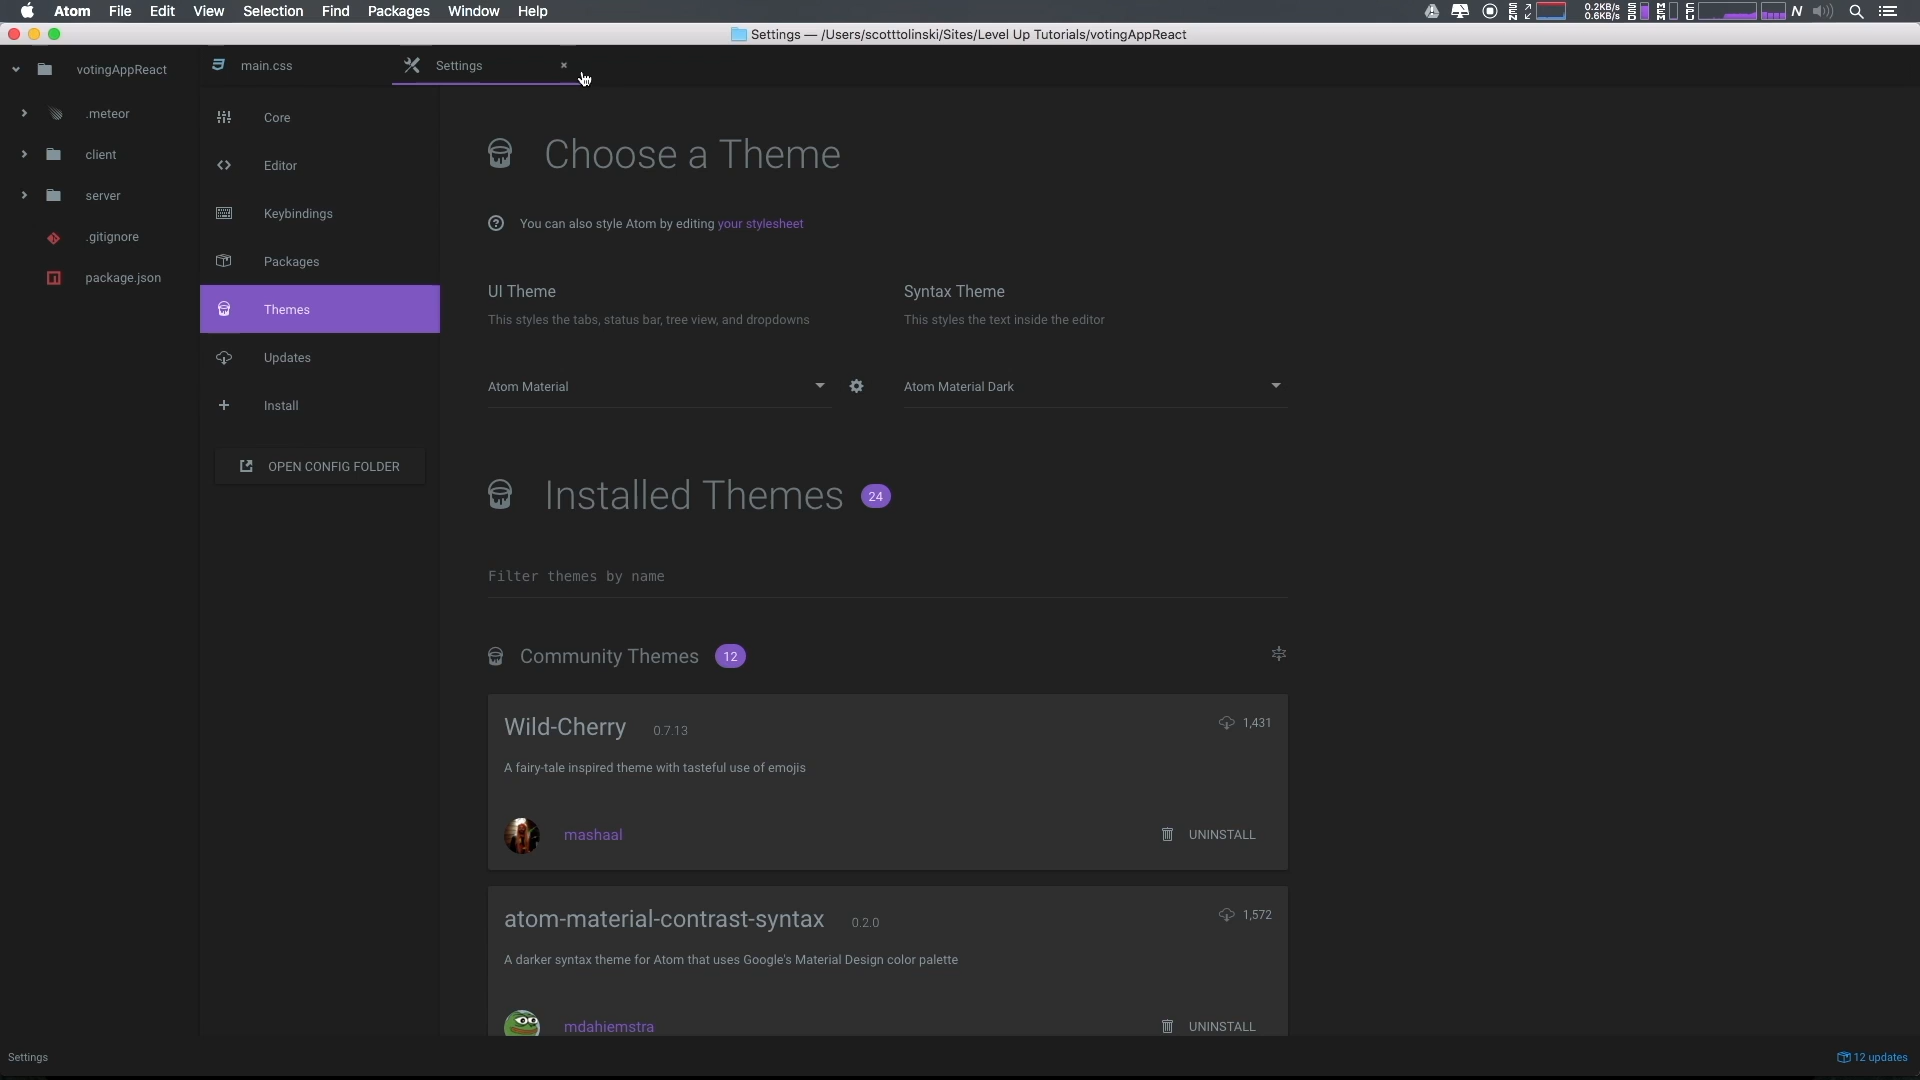 Atom File Edit View Selection Find Packages Window Help
0.2KB/s
0.6KB/s
SEN
SSD
MEM
CPU
Settings — /Users/scotttolinski/Sites/Level Up Tutorials/votingAppReact
votingAppReact
.meteor
client
server
.gitignore
package.json
main.css
Settings
Core
Editor
Keybindings
Packages
Themes
Updates
Install
OPEN CONFIG FOLDER
Choose a Theme
You can also style Atom by editing your stylesheet
UI Theme
This styles the tabs, status bar, tree view, and dropdowns
Atom Material
Syntax Theme
This styles the text inside the editor
Atom Material Dark
Installed Themes 24
Filter themes by name
Community Themes 12
Wild-Cherry 0.7.13
1,431
A fairy-tale inspired theme with tasteful use of emojis
mashaal
UNINSTALL
atom-material-contrast-syntax 0.2.0
1,572
A darker syntax theme for Atom that uses Google's Material Design color palette
mdahiemstra
UNINSTALL
Settings
12 updates